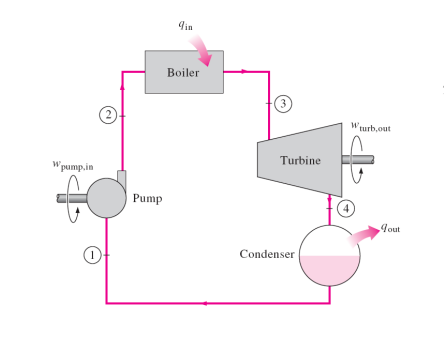 q_in
Boiler
2
3
w_turb,out
w_pump,in
Turbine
Pump
4
q_out
1
Condenser